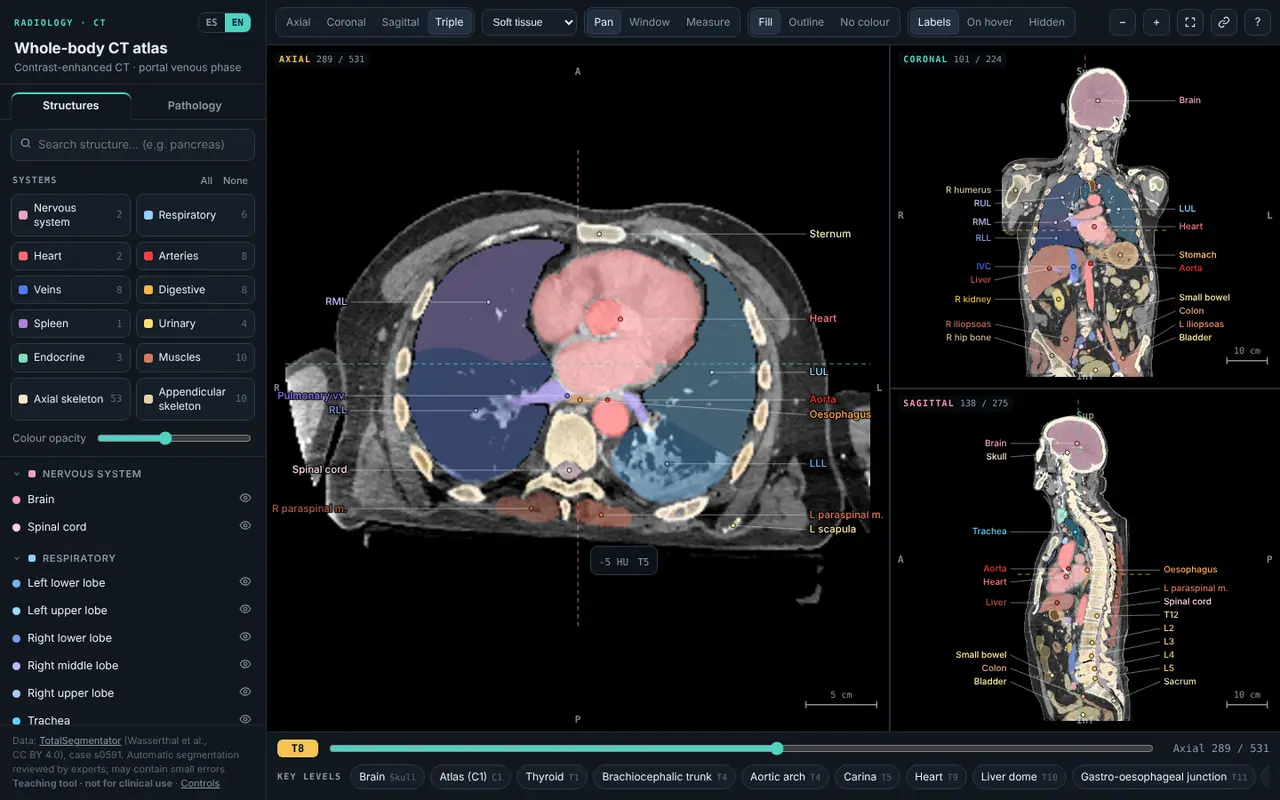 RADIOLOGY · CT
ES EN
Whole-body CT atlas
Contrast-enhanced CT · portal venous phase
Structures Pathology
Search structure... (e.g. pancreas)
SYSTEMS All None
Nervous system 2
Respiratory 6
Heart 2
Arteries 8
Veins 8
Digestive 8
Spleen 1
Urinary 4
Endocrine 3
Muscles 10
Axial skeleton 53
Appendicular skeleton 10
Colour opacity
NERVOUS SYSTEM
Brain
Spinal cord
RESPIRATORY
Left lower lobe
Left upper lobe
Right lower lobe
Right middle lobe
Right upper lobe
Trachea
Data: TotalSegmentator (Wasserthal et al.,
CC BY 4.0), case s0591. Automatic segmentation
reviewed by experts; may contain small errors.
Teaching tool · not for clinical use · Controls
Axial Coronal Sagittal Triple
Soft tissue
Pan Window Measure
Fill Outline No colour
Labels On hover Hidden
− + ?
AXIAL 289 / 531
A
Sternum
RML
Heart
LUL
R
L
Pulmonary vv.
Aorta
RLL
Oesophagus
LLL
Spinal cord
R paraspinal m.
L paraspinal m.
L scapula
-5 HU T5
5 cm
P
CORONAL 101 / 224
Sup
Brain
R humerus
RUL
LUL
R
L
RML
Heart
RLL
Stomach
IVC
Aorta
Liver
R kidney
Small bowel
Colon
R iliopsoas
L iliopsoas
R hip bone
Bladder
10 cm
Inf
SAGITTAL 138 / 275
Sup
Brain
Skull
Trachea
A
P
Aorta
Oesophagus
Heart
L paraspinal m.
Liver
Spinal cord
T12
L2
L3
Small bowel
L4
Colon
L5
Bladder
Sacrum
10 cm
Inf
T8
Axial 289 / 531
KEY LEVELS
Brain Skull
Atlas (C1) C1
Thyroid T1
Brachiocephalic trunk T4
Aortic arch T4
Carina T5
Heart T9
Liver dome T10
Gastro-oesophageal junction T11